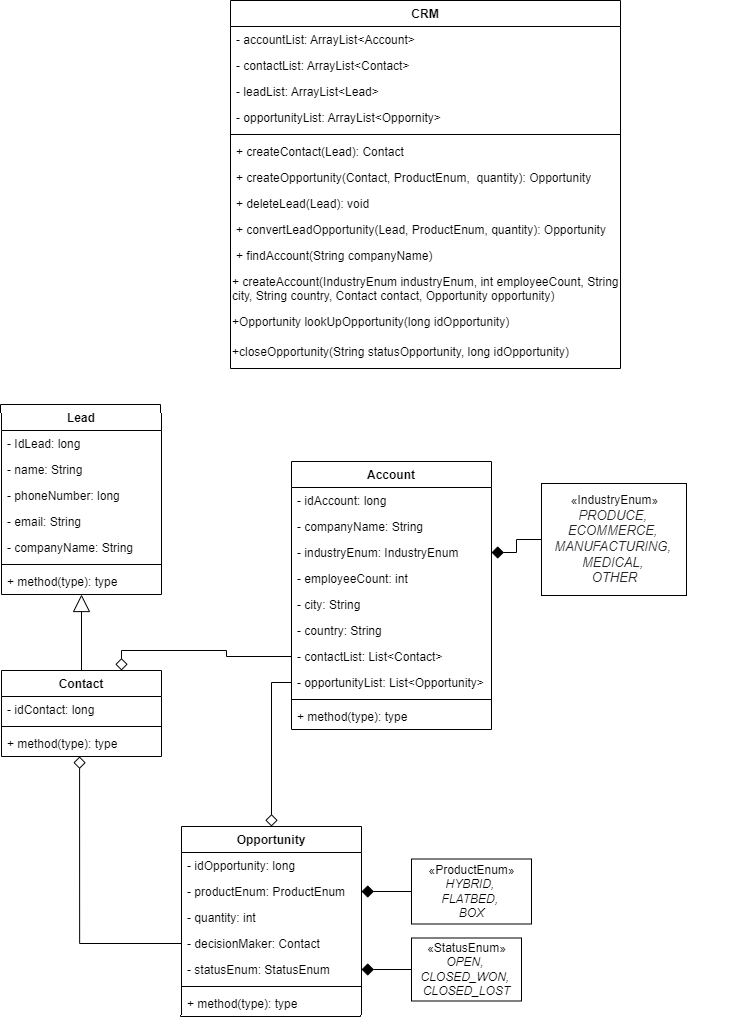 CRM
- accountList: ArrayList<Account>
- contactList: ArrayList<Contact>
- leadList: ArrayList<Lead>
- opportunityList: ArrayList<Oppornity>
+ createContact(Lead): Contact
+ createOpportunity(Contact, ProductEnum,  quantity): Opportunity
+ deleteLead(Lead): void
+ convertLeadOpportunity(Lead, ProductEnum, quantity): Opportunity
+ findAccount(String companyName)
+ createAccount(IndustryEnum industryEnum, int employeeCount, String
city, String country, Contact contact, Opportunity opportunity)
+Opportunity lookUpOpportunity(long idOpportunity)
+closeOpportunity(String statusOpportunity, long idOpportunity)
Lead
- IdLead: long
- name: String
- phoneNumber: long
- email: String
- companyName: String
+ method(type): type
Account
- idAccount: long
- companyName: String
- industryEnum: IndustryEnum
- employeeCount: int
- city: String
- country: String
- contactList: List<Contact>
- opportunityList: List<Opportunity>
+ method(type): type
«IndustryEnum»
PRODUCE,
ECOMMERCE,
MANUFACTURING,
MEDICAL,
OTHER
Contact
- idContact: long
+ method(type): type
Opportunity
- idOpportunity: long
- productEnum: ProductEnum
- quantity: int
- decisionMaker: Contact
- statusEnum: StatusEnum
+ method(type): type
«ProductEnum»
HYBRID,
FLATBED,
BOX
«StatusEnum»
OPEN,
CLOSED_WON,
CLOSED_LOST